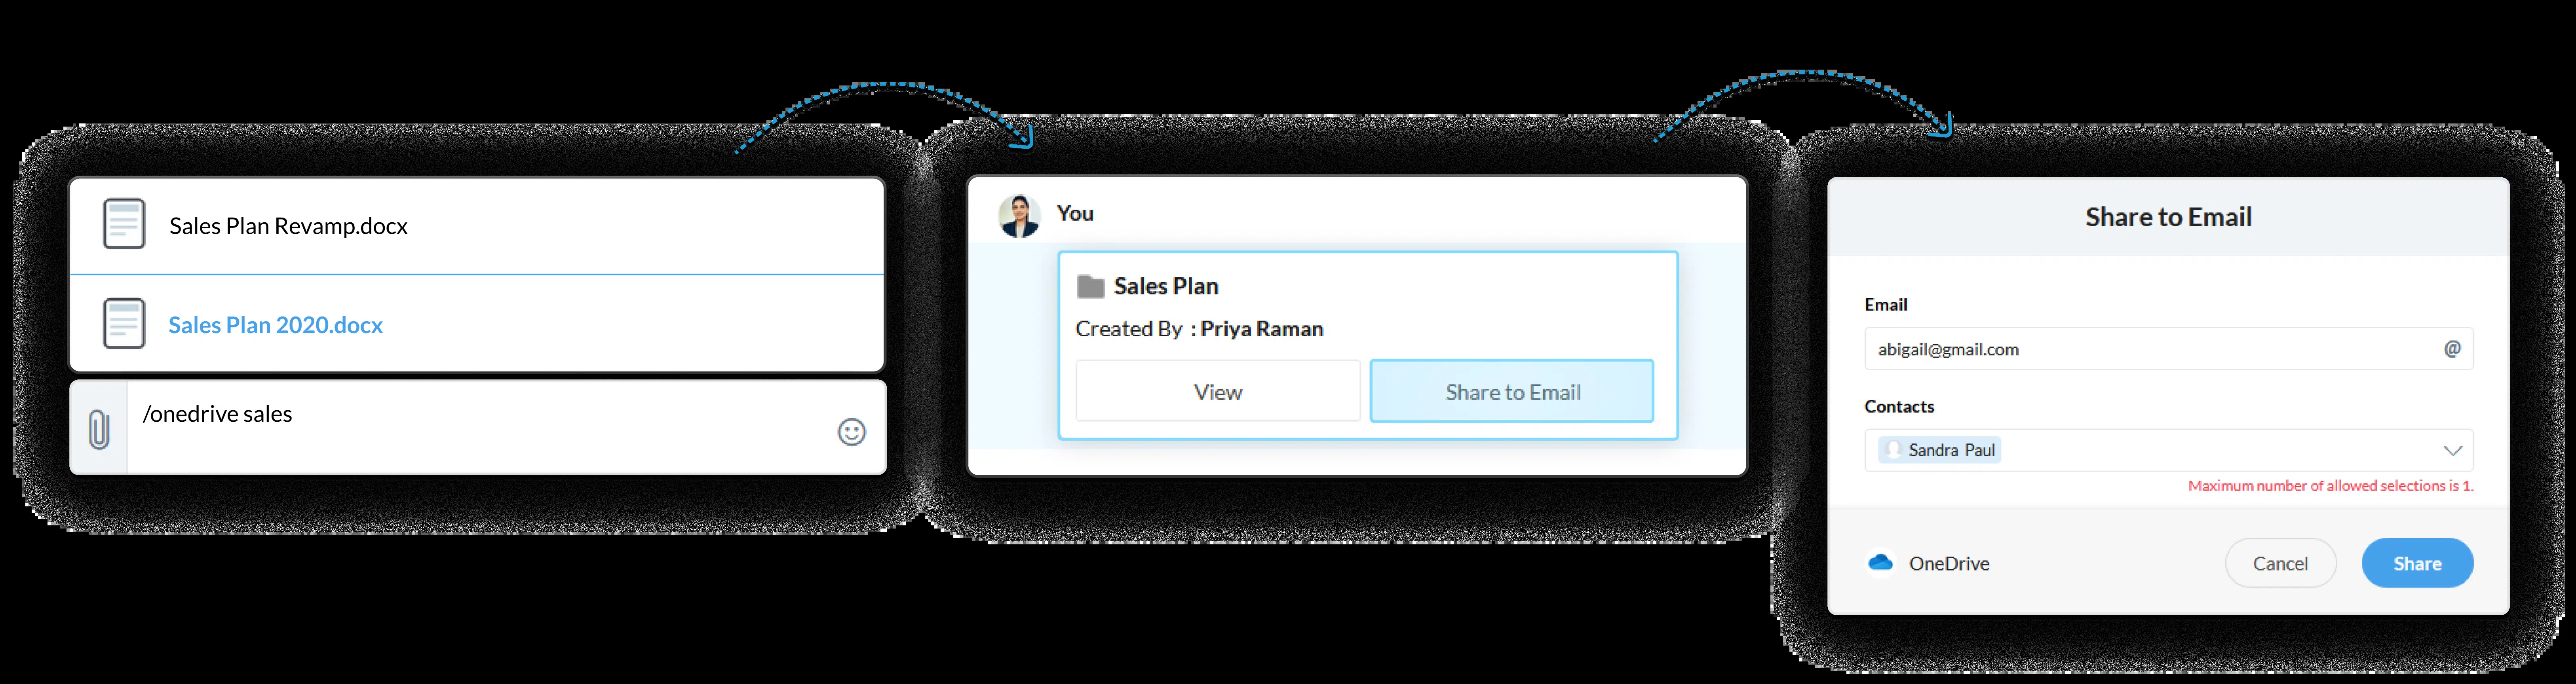 Sales Plan Revamp.docx
Sales Plan 2020.docx
/onedrive sales
You
Sales Plan
Created By : Priya Raman
View
Share to Email
Share to Email
Email
abigail@gmail.com
@
Contacts
Sandra Paul
Maximum number of allowed selections is 1.
OneDrive
Cancel
Share